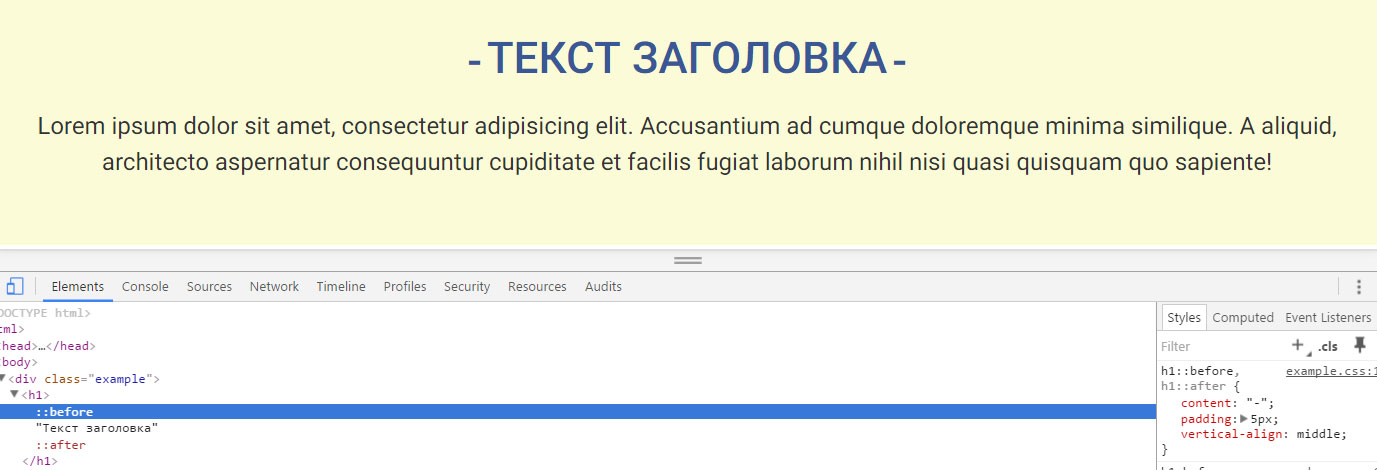 - ТЕКСТ ЗАГОЛОВКА -
Lorem ipsum dolor sit amet, consectetur adipisicing elit. Accusantium ad cumque doloremque minima similique. A aliquid,
architecto aspernatur consequuntur cupiditate et facilis fugiat laborum nihil nisi quasi quisquam quo sapiente!
Elements Console Sources Network Timeline Profiles Security Resources Audits
OCTYPE html>
tml>
head>…</head>
body>
<div class="example">
<h1>
::before
"Текст заголовка"
::after
</h1>
Styles Computed Event Listeners
Filter + .cls
h1::before, example.css:1
h1::after {
content: "-";
padding: 5px;
vertical-align: middle;
}